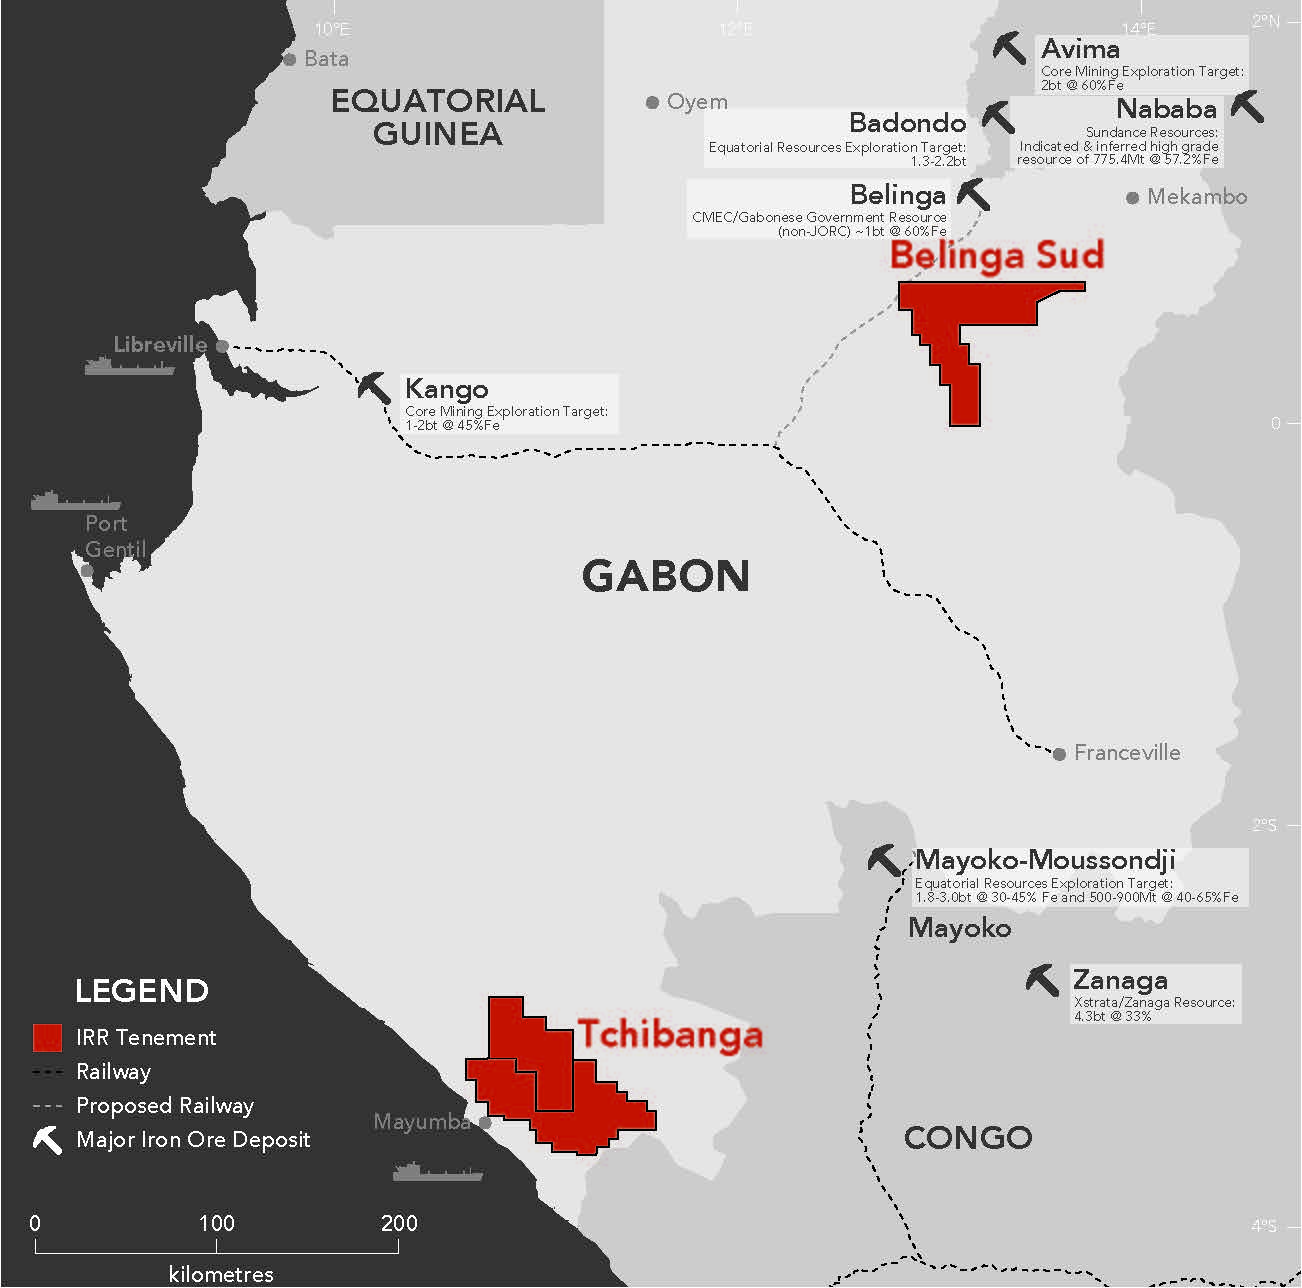 10°E
12°E
14°E
2°N
Bata
EQUATORIAL
GUINEA
Oyem
Avima
Core Mining Exploration Target:
2bt @ 60%Fe
Badondo
Equatorial Resources Exploration Target:
1.3-2.2bt
Nababa
Sundance Resources:
Indicated & inferred high grade
resource of 775.4Mt @ 57.2%Fe
Belinga
CMEC/Gabonese Government Resource
(non-JORC) ~1bt @ 60%Fe
Mekambo
Belinga Sud
Libreville
Kango
Core Mining Exploration Target:
1-2bt @ 45%Fe
0
Port
Gentil
GABON
Franceville
2°S
Mayoko-Moussondji
Equatorial Resources Exploration Target:
1.8-3.0bt @ 30-45% Fe and 500-900Mt @ 40-65%Fe
Mayoko
Zanaga
Xstrata/Zanaga Resource:
4.3bt @ 33%
Tchibanga
Mayumba
CONGO
4°S
LEGEND
IRR Tenement
Railway
Proposed Railway
Major Iron Ore Deposit
0 100 200
kilometres